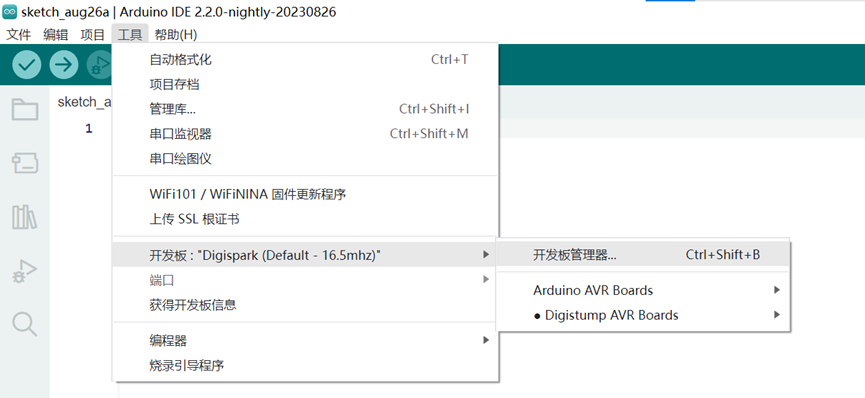 sketch_aug26a | Arduino IDE 2.2.0-nightly-20230826
文件 编辑 项目 工具 帮助(H)
自动格式化 Ctrl+T
sketch_a
项目存档
1
管理库... Ctrl+Shift+I
串口监视器 Ctrl+Shift+M
串口绘图仪
WiFi101 / WiFiNINA 固件更新程序
上传 SSL 根证书
开发板 : "Digispark (Default - 16.5mhz)"
开发板管理器... Ctrl+Shift+B
端口
Arduino AVR Boards
获得开发板信息
● Digistump AVR Boards
编程器
烧录引导程序